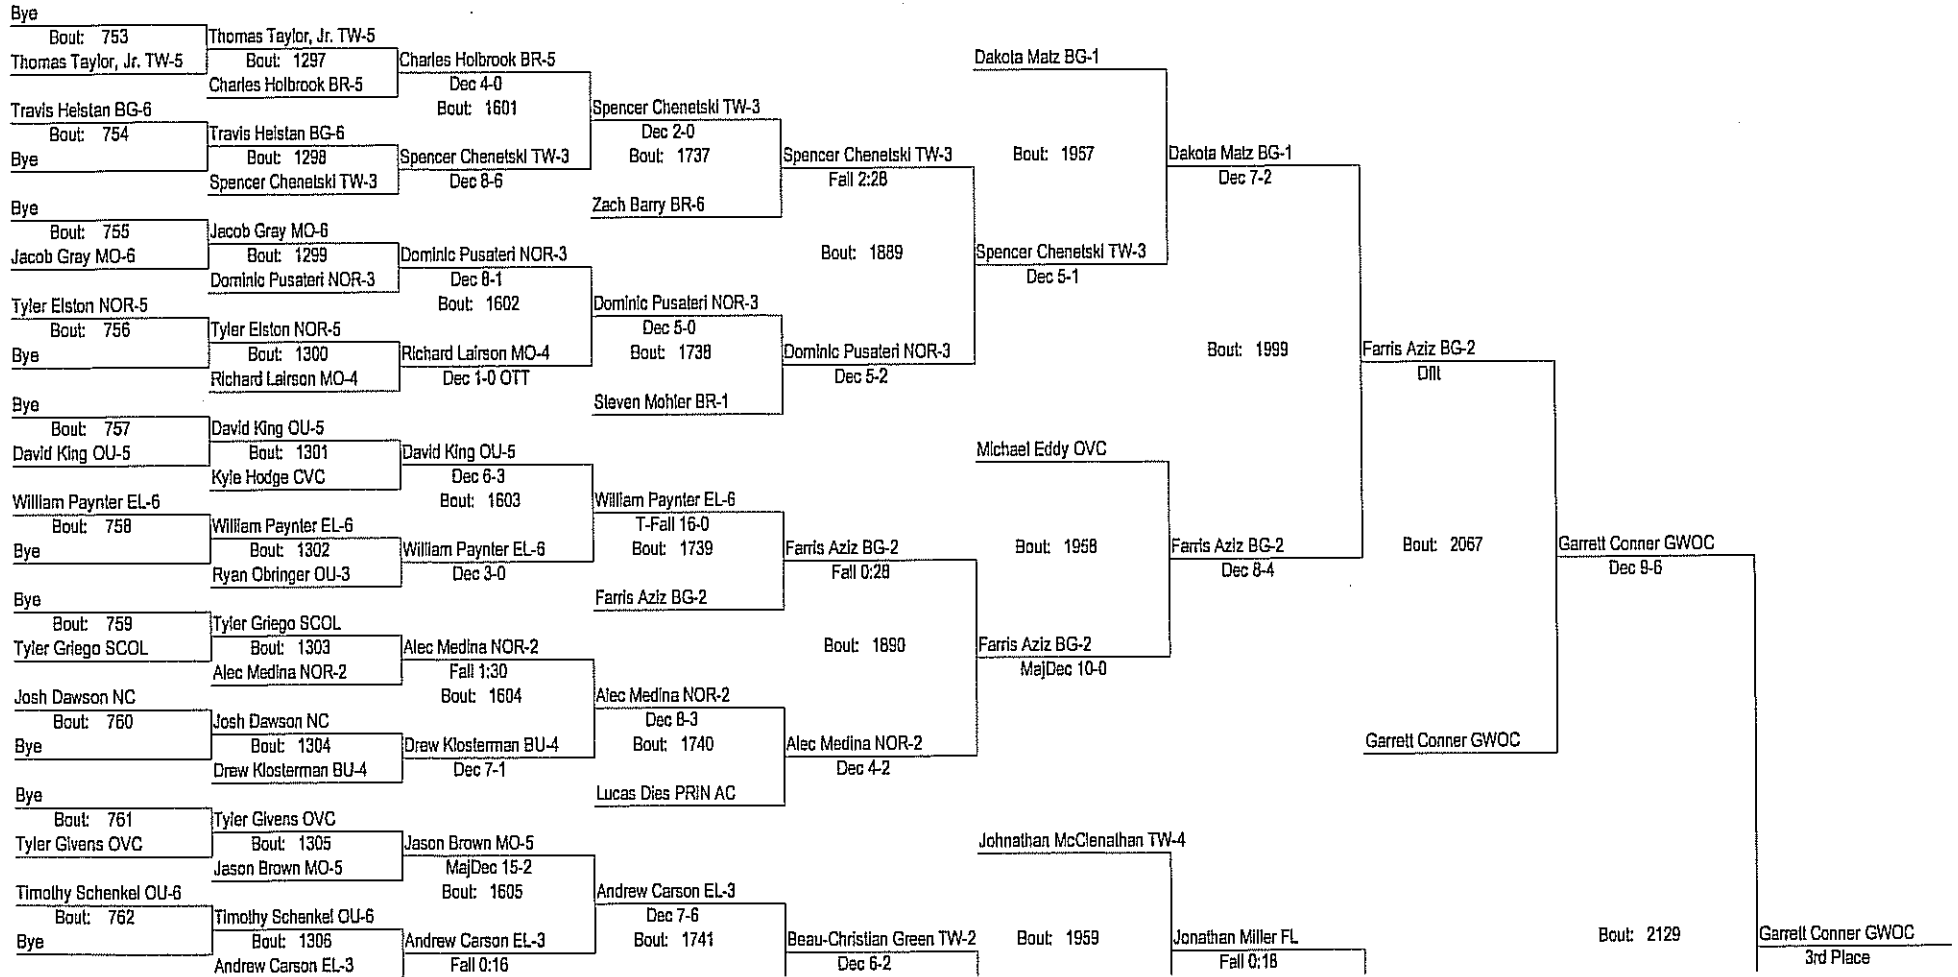 Bye
Bout: 753
Thomas Taylor, Jr. TW-5
Travis Heistan BG-6
Bout: 754
Bye
Bye
Bout: 755
Jacob Gray MO-6
Tyler Elston NOR-5
Bout: 756
Bye
Bye
Bout: 757
David King OU-5
William Paynter EL-6
Bout: 758
Bye
Bye
Bout: 759
Tyler Griego SCOL
Josh Dawson NC
Bout: 760
Bye
Bye
Bout: 761
Tyler Givens OVC
Timothy Schenkel OU-6
Bout: 762
Bye
Thomas Taylor, Jr. TW-5
Bout: 1297
Charles Holbrook BR-5
Travis Heistan BG-6
Bout: 1298
Spencer Chenetski TW-3
Jacob Gray MO-6
Bout: 1299
Dominic Pusateri NOR-3
Tyler Elston NOR-5
Bout: 1300
Richard Lairson MO-4
David King OU-5
Bout: 1301
Kyle Hodge CVC
William Paynter EL-6
Bout: 1302
Ryan Obringer OU-3
Tyler Griego SCOL
Bout: 1303
Alec Medina NOR-2
Josh Dawson NC
Bout: 1304
Drew Klosterman BU-4
Tyler Givens OVC
Bout: 1305
Jason Brown MO-5
Timothy Schenkel OU-6
Bout: 1306
Andrew Carson EL-3
Charles Holbrook BR-5
Dec 4-0
Bout: 1601
Spencer Chenetski TW-3
Dec 8-6
Dominic Pusateri NOR-3
Dec 8-1
Bout: 1602
Richard Lairson MO-4
Dec 1-0 OTT
David King OU-5
Dec 6-3
Bout: 1603
William Paynter EL-6
Dec 3-0
Alec Medina NOR-2
Fall 1:30
Bout: 1604
Drew Klosterman BU-4
Dec 7-1
Jason Brown MO-5
MajDec 15-2
Bout: 1605
Andrew Carson EL-3
Fall 0:16
Spencer Chenetski TW-3
Dec 2-0
Bout: 1737
Zach Barry BR-6
Dominic Pusateri NOR-3
Dec 5-0
Bout: 1738
Steven Mohler BR-1
William Paynter EL-6
T-Fall 16-0
Bout: 1739
Farris Aziz BG-2
Alec Medina NOR-2
Dec 8-3
Bout: 1740
Lucas Dies PRIN AC
Andrew Carson EL-3
Dec 7-6
Bout: 1741
Spencer Chenetski TW-3
Fall 2:28
Bout: 1889
Dominic Pusateri NOR-3
Dec 5-2
Farris Aziz BG-2
Fall 0:28
Bout: 1890
Alec Medina NOR-2
Dec 4-2
Beau-Christian Green TW-2
Dec 6-2
Dakota Matz BG-1
Bout: 1957
Spencer Chenetski TW-3
Dec 5-1
Michael Eddy OVC
Bout: 1958
Farris Aziz BG-2
MajDec 10-0
Johnathan McClenathan TW-4
Bout: 1959
Dakota Matz BG-1
Dec 7-2
Bout: 1999
Farris Aziz BG-2
Dec 8-4
Jonathan Miller FL
Fall 0:18
Farris Aziz BG-2
Dflt
Bout: 2067
Garrett Conner GWOC
Garrett Conner GWOC
Dec 9-6
Bout: 2129
Garrett Conner GWOC
3rd Place